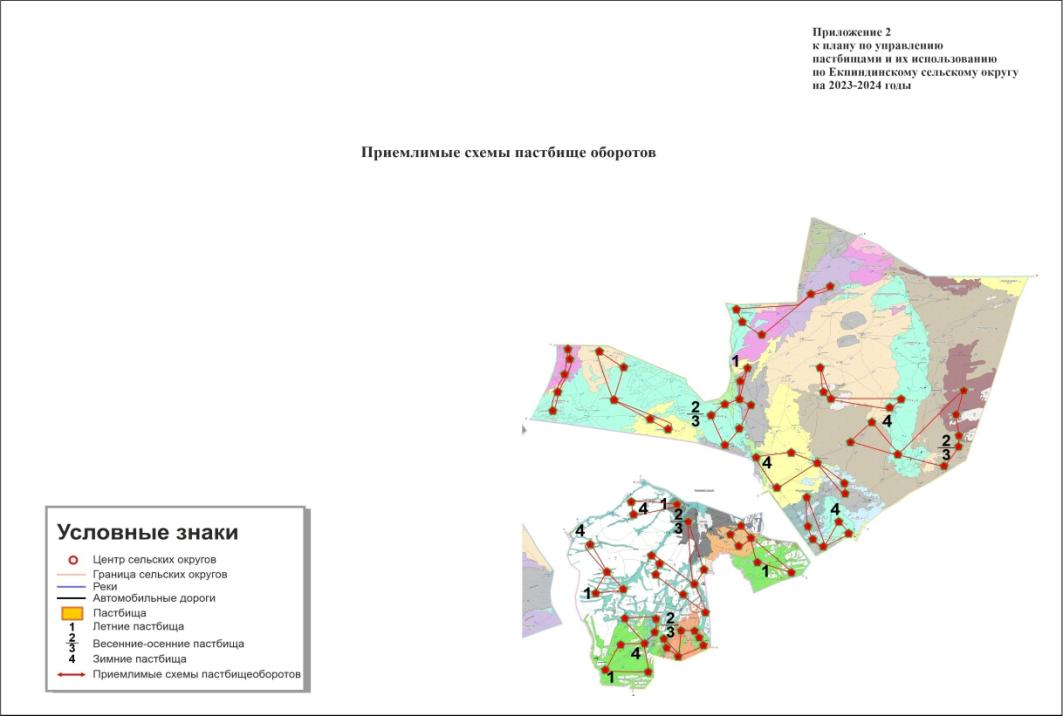 Приложение 2
к плану по управлению
пастбищами и их использованию
по Екпиндинскому сельскому округу
на 2023-2024 годы
Приемлимые схемы пастбище оборотов
1
2
3
4
4
2
3
4
4
1
2
3
4
1
1
2
3
4
1
Условные знаки
Центр сельских округов
Граница сельских округов
Реки
Автомобильные дороги
Пастбища
1 Летние пастбища
2
3 Весенние-осенние пастбища
4 Зимние пастбища
Приемлимые схемы пастбищеоборотов